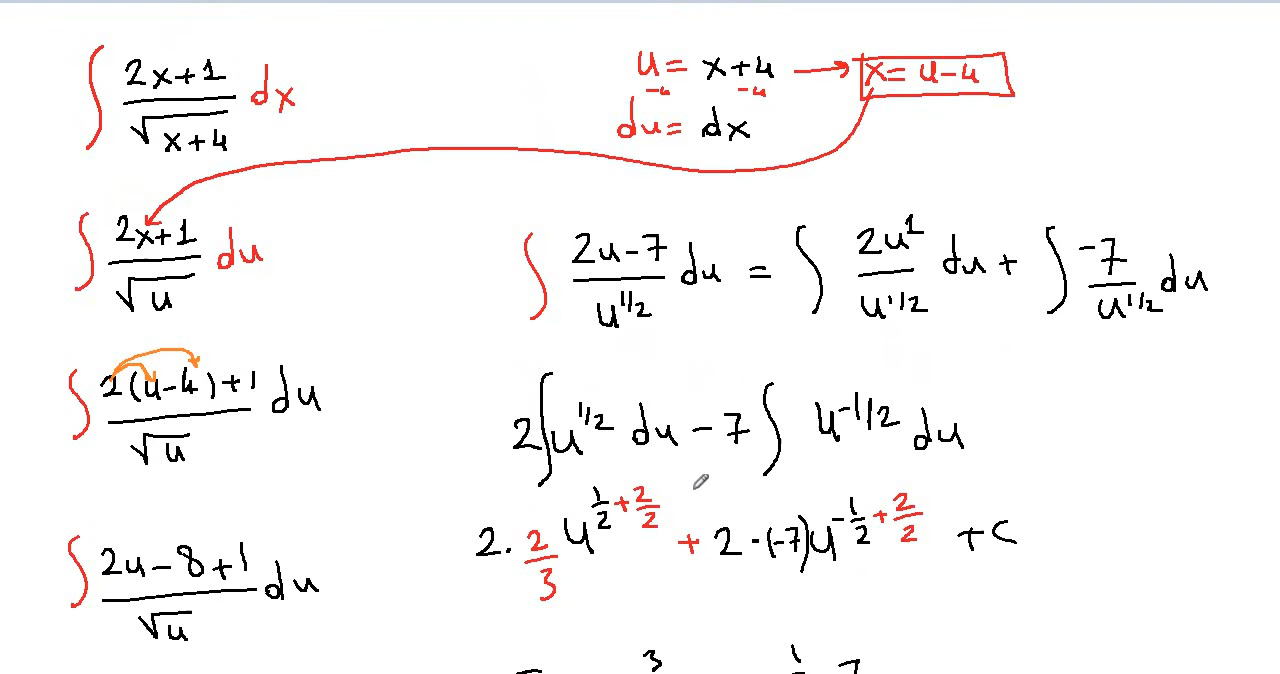 ∫ (2x+1)/√(x+4) dx
u = x+4 → x = u-4
-4 -4
du = dx
∫ (2x+1)/√u du
∫ (2(u-4)+1)/√u du
∫ (2u-8+1)/√u du
∫ (2u-7)/u^(1/2) du = ∫ 2u^1/u^(1/2) du + ∫ -7/u^(1/2) du
2∫u^(1/2) du - 7∫ u^(-1/2) du
2·(2/3) u^(1/2+2/2) + 2·(-7)u^(-1/2+2/2) + C